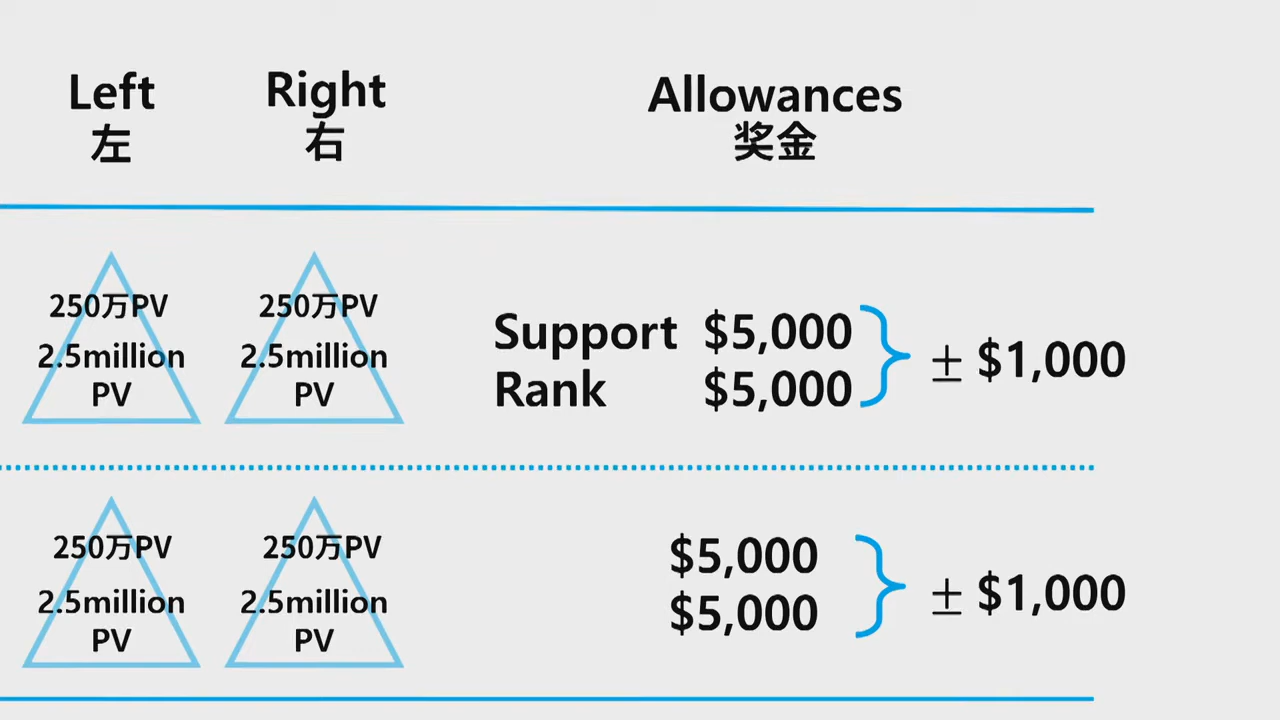 Left
左
Right
右
Allowances
奖金
250万PV
2.5million
PV
250万PV
2.5million
PV
Support $5,000
Rank $5,000
± $1,000
250万PV
2.5million
PV
250万PV
2.5million
PV
$5,000
$5,000
± $1,000